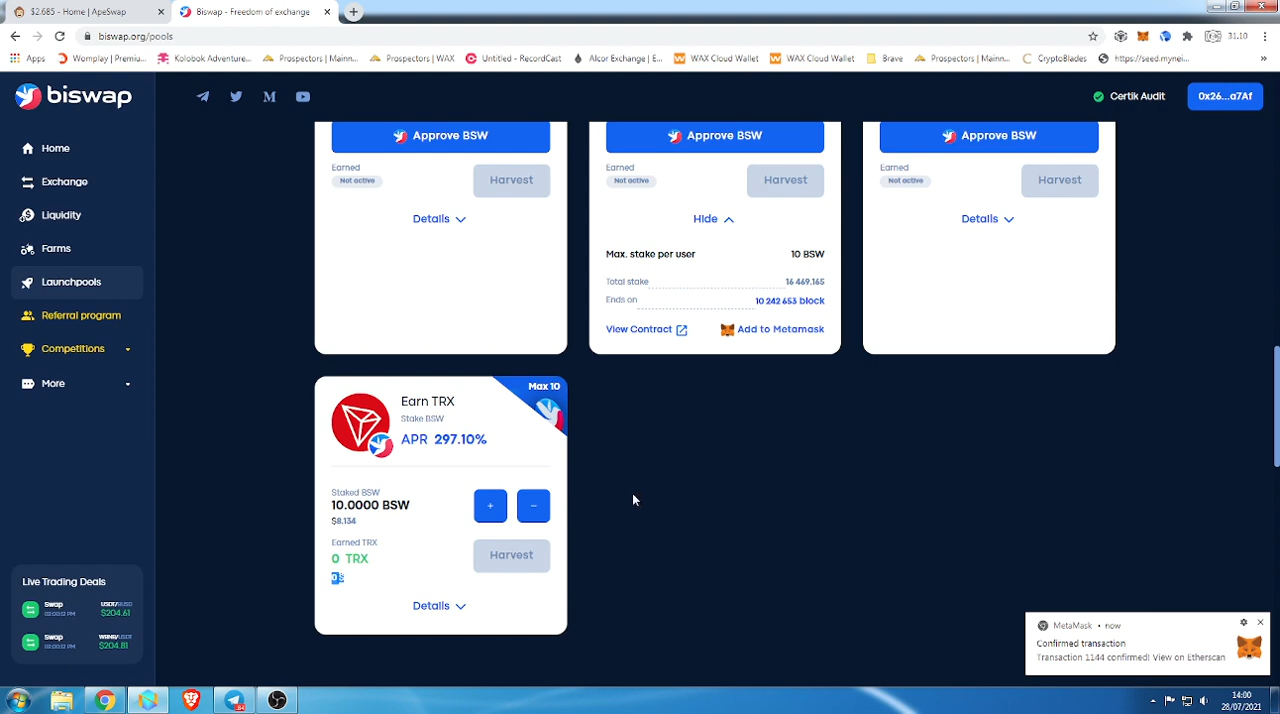 $2.685 - Home | ApeSwap
Biswap - Freedom of exchange
biswap.org/pools
31.10
Apps
Womplay | Premiu...
Kolobok Adventure...
Prospectors | Mainn...
Prospectors | WAX
Untitled - RecordCast
Alcor Exchange | E...
WAX Cloud Wallet
WAX Cloud Wallet
Brave
Prospectors | Mainn...
CryptoBlades
https://seed.mynei...
biswap
Certik Audit
0x26...a7Af
Home
Exchange
Liquidity
Farms
Launchpools
Referral program
Competitions
More
Approve BSW
Earned
Not active
Harvest
Details
Approve BSW
Earned
Not active
Harvest
Hide
Max. stake per user 10 BSW
Total stake 16 469.165
Ends on 10 242 653 block
View Contract
Add to Metamask
Approve BSW
Earned
Not active
Harvest
Details
Max 10
Earn TRX
Stake BSW
APR 297.10%
Staked BSW
10.0000 BSW
$8.134
+
-
Earned TRX
0 TRX
0$
Harvest
Details
Live Trading Deals
Swap
$204.61
Swap
$204.81
MetaMask • now
Confirmed transaction
Transaction 1144 confirmed! View on Etherscan
84
14:00
28/07/2021